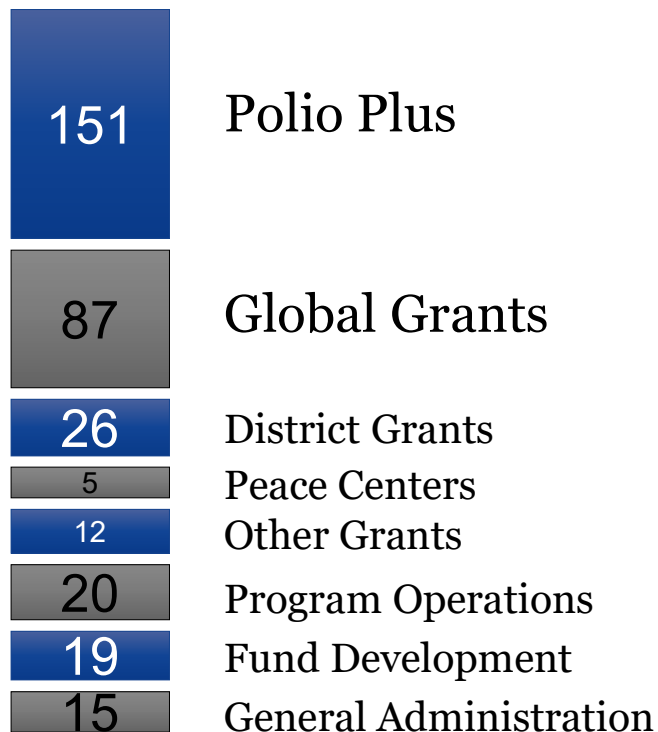 151 Polio Plus
87 Global Grants
26 District Grants
5 Peace Centers
12 Other Grants
20 Program Operations
19 Fund Development
15 General Administration